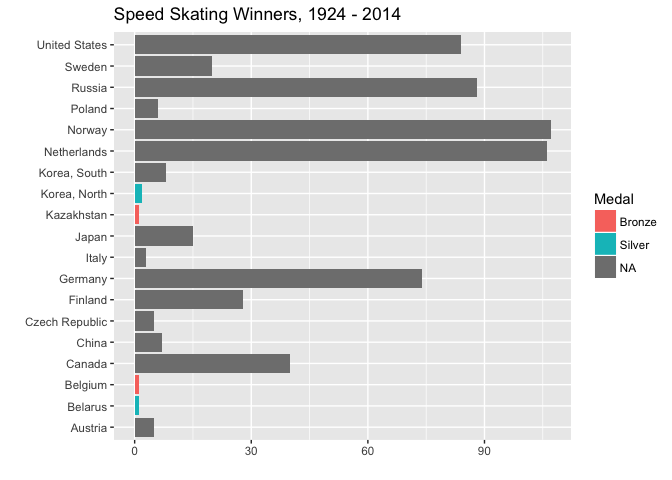 Speed Skating Winners, 1924 - 2014
United States
Sweden
Russia
Poland
Norway
Netherlands
Korea, South
Korea, North
Kazakhstan
Japan
Italy
Germany
Finland
Czech Republic
China
Canada
Belgium
Belarus
Austria
0 30 60 90
Medal
Bronze
Silver
NA